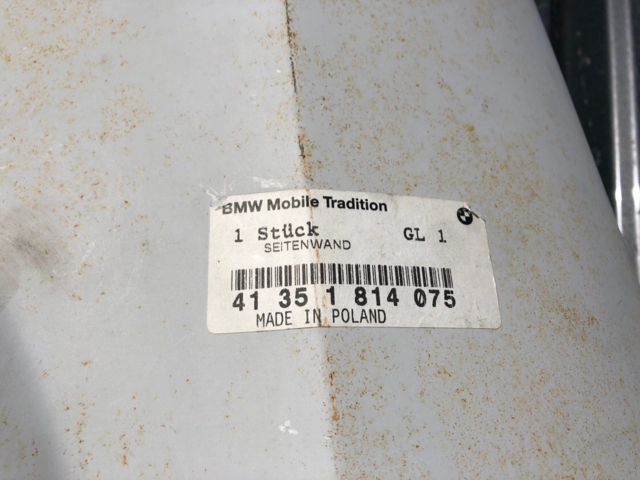 BMW Mobile Tradition
1 Stück GL 1
SEITENWAND
41 35 1 814 075
MADE IN POLAND